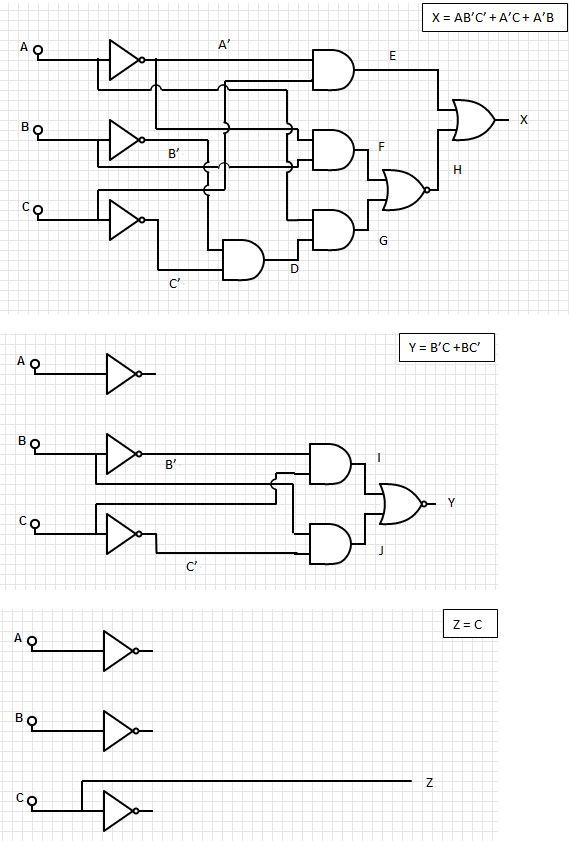 X = AB'C' + A'C + A'B
A
A'
E
B
B'
F
X
H
C
G
D
C'
Y = B'C +BC'
A
B
B'
I
Y
C
J
C'
Z = C
A
B
Z
C